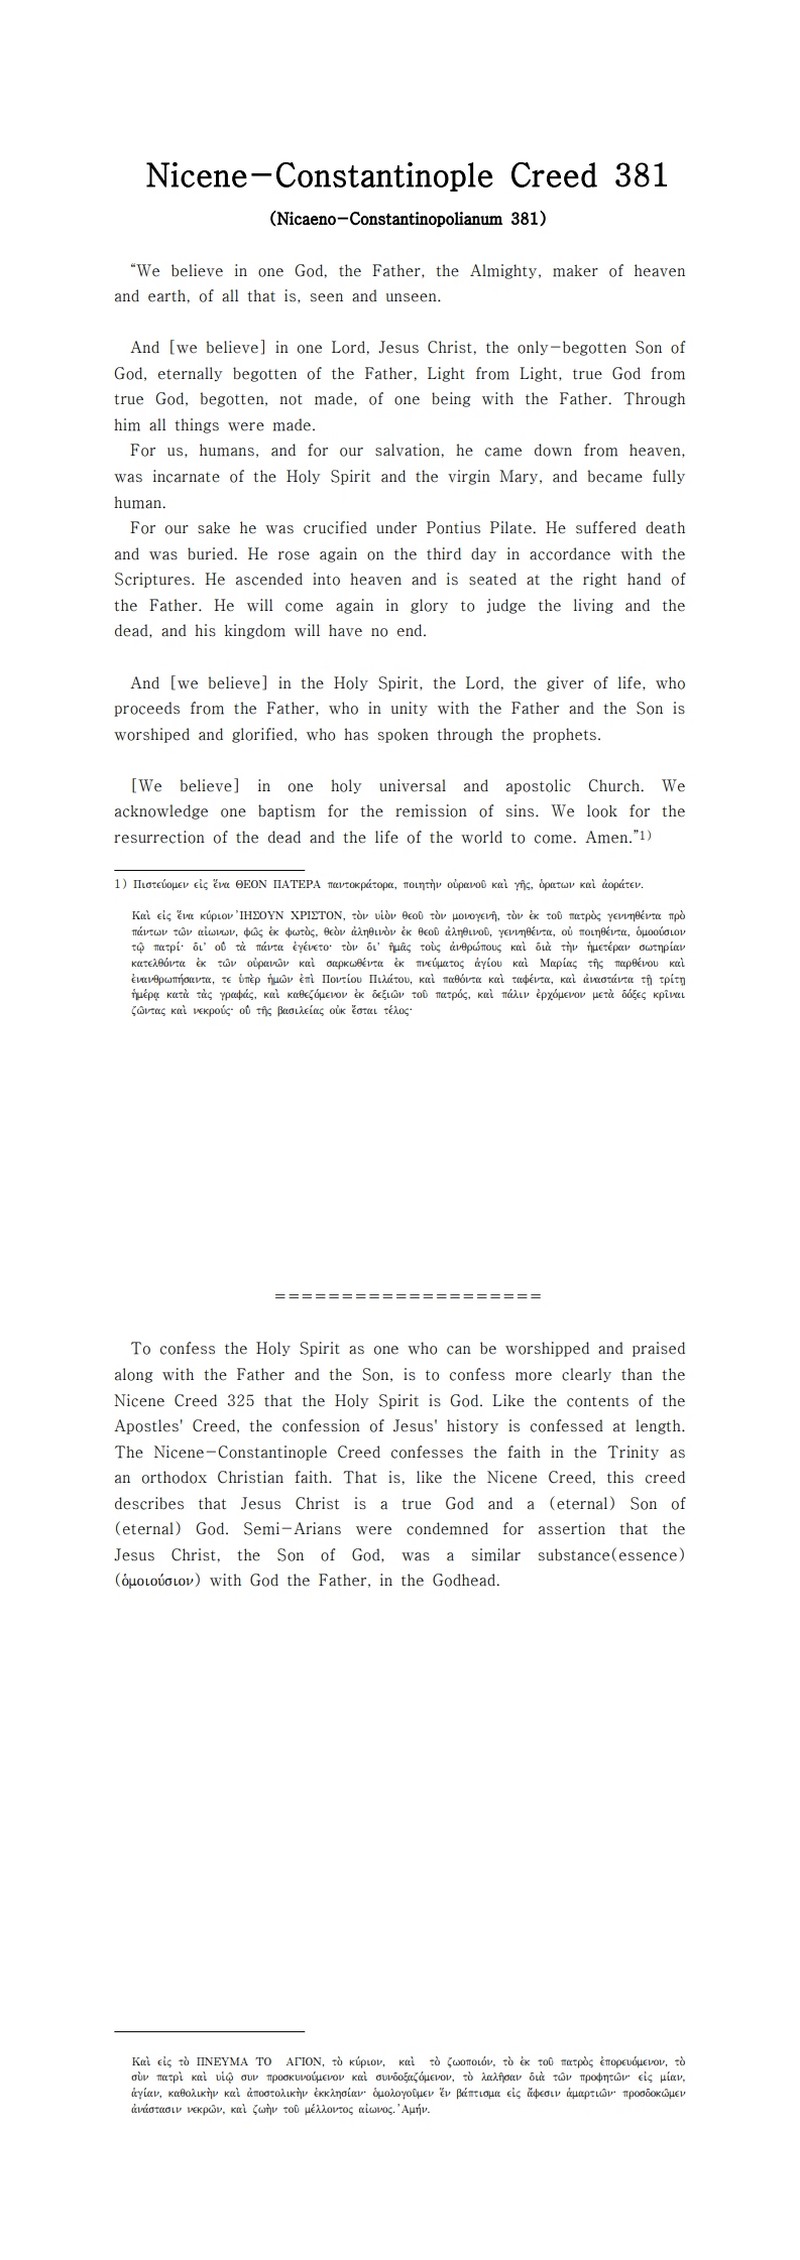 Nicene-Constantinople Creed 381
(Nicaeno-Constantinopolianum 381)
“We believe in one God, the Father, the Almighty, maker of heaven
and earth, of all that is, seen and unseen.
And [we believe] in one Lord, Jesus Christ, the only-begotten Son of
God, eternally begotten of the Father, Light from Light, true God from
true God, begotten, not made, of one being with the Father. Through
him all things were made.
For us, humans, and for our salvation, he came down from heaven,
was incarnate of the Holy Spirit and the virgin Mary, and became fully
human.
For our sake he was crucified under Pontius Pilate. He suffered death
and was buried. He rose again on the third day in accordance with the
Scriptures. He ascended into heaven and is seated at the right hand of
the Father. He will come again in glory to judge the living and the
dead, and his kingdom will have no end.
And [we believe] in the Holy Spirit, the Lord, the giver of life, who
proceeds from the Father, who in unity with the Father and the Son is
worshiped and glorified, who has spoken through the prophets.
[We believe] in one holy universal and apostolic Church. We
acknowledge one baptism for the remission of sins. We look for the
resurrection of the dead and the life of the world to come. Amen.”1)
1) Πιστεύομεν εἰς ἕνα ΘΕΟΝ ΠΑΤΕΡΑ παντοκράτορα, ποιητὴν οὐρανοῦ καὶ γῆς, ὁρατων καὶ ἀοράτεν.
Καὶ εἰς ἕνα κύριον ᾿ΙΗΣΟΥΝ ΧΡΙΣΤΟΝ, τὸν υἱὸν θεοῦ τὸν μονογενῆ, τὸν ἐκ τοῦ πατρὸς γεννηθέντα πρὸ
πάντων τῶν αἰωνων, φῶς ἐκ φωτὸς, θεὸν ἀληθινὸν ἐκ θεοῦ ἀληθινοῦ, γεννηθέντα, οὐ ποιηθέντα, ὁμοούσιον
τῷ πατρί· δι᾿ οὗ τὰ πάντα ἐγένετο· τὸν δι᾿ ἡμᾶς τοὺς ἀνθρώπους καὶ διὰ τὴν ἡμετέραν σωτηρίαν
κατελθόντα ἐκ τῶν οὐρανῶν καὶ σαρκωθέντα ἐκ πνεύματος ἁγίου καὶ Μαρίας τῆς παρθένου καὶ
ἐνανθρωπήσαντα, τε ὑπὲρ ἡμῶν ἐπὶ Ποντίου Πιλάτου, καὶ παθόντα καὶ ταφέντα, καὶ ἀναστάντα τῇ τρίτῃ
ἡμέρᾳ κατὰ τὰς γραφάς, καὶ καθεζόμενον ἐκ δεξιῶν τοῦ πατρός, καὶ πάλιν ἐρχόμενον μετὰ δόξες κρῖναι
ζῶντας καὶ νεκρούς· οὗ τῆς βασιλείας οὐκ ἔσται τέλος·
====================
To confess the Holy Spirit as one who can be worshipped and praised
along with the Father and the Son, is to confess more clearly than the
Nicene Creed 325 that the Holy Spirit is God. Like the contents of the
Apostles' Creed, the confession of Jesus' history is confessed at length.
The Nicene-Constantinople Creed confesses the faith in the Trinity as
an orthodox Christian faith. That is, like the Nicene Creed, this creed
describes that Jesus Christ is a true God and a (eternal) Son of
(eternal) God. Semi-Arians were condemned for assertion that the
Jesus Christ, the Son of God, was a similar substance(essence)
(ὁμοιούσιον) with God the Father, in the Godhead.
Καὶ εἰς τὸ ΠΝΕΥΜΑ ΤΟ ΑΓΙΟΝ, τὸ κύριον, καὶ τὸ ζωοποιόν, τὸ ἐκ τοῦ πατρὸς ἐπορευόμενον, τὸ
σὺν πατρὶ καὶ υἱῷ συν προσκυνούμενον καὶ συνδοξαζόμενον, τὸ λαλῆσαν διὰ τῶν προφητῶν· εἰς μίαν,
ἁγίαν, καθολικὴν καὶ ἀποστολικὴν ἐκκλησίαν· ὁμολογοῦμεν ἓν βάπτισμα εἰς ἄφεσιν ἁμαρτιῶν· προσδοκῶμεν
ἀνάστασιν νεκρῶν, καὶ ζωὴν τοῦ μέλλοντος αἰωνος. ᾿Αμήν.